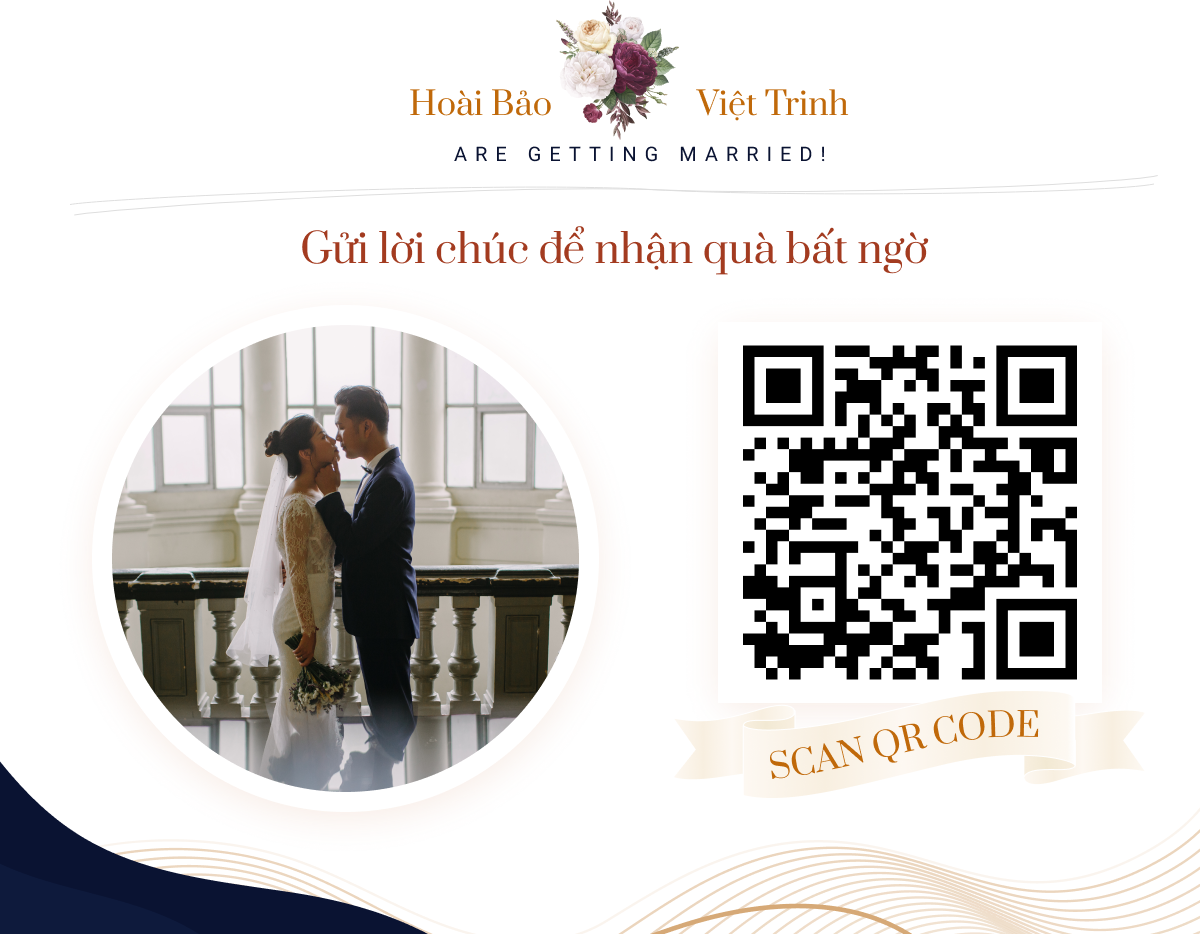 Hoài Bảo Việt Trinh
ARE GETTING MARRIED!
Gửi lời chúc để nhận quà bất ngờ
SCAN QR CODE